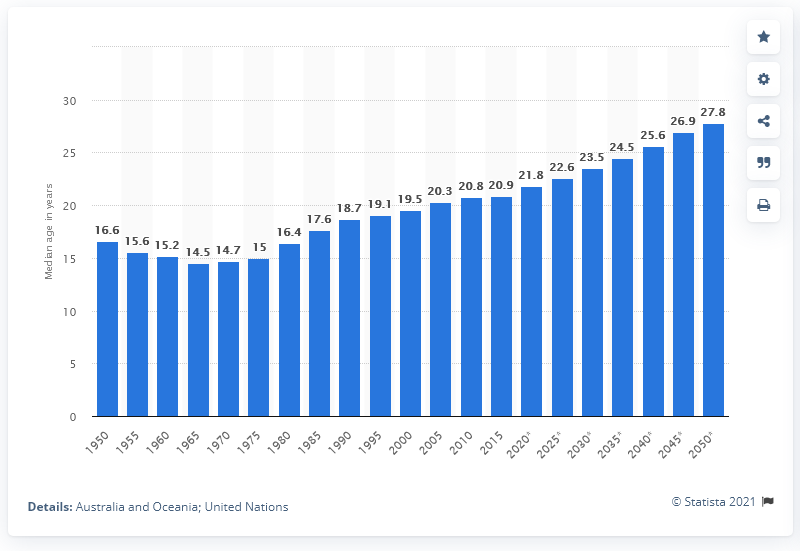 Median age in years
30
25
20
15
10
5
0
16.6 15.6 15.2 14.5 14.7 15 16.4 17.6 18.7 19.1 19.5 20.3 20.8 20.9 21.8 22.6 23.5 24.5 25.6 26.9 27.8
1950 1955 1960 1965 1970 1975 1980 1985 1990 1995 2000 2005 2010 2015 2020* 2025* 2030* 2035* 2040* 2045* 2050*
Details: Australia and Oceania; United Nations
© Statista 2021